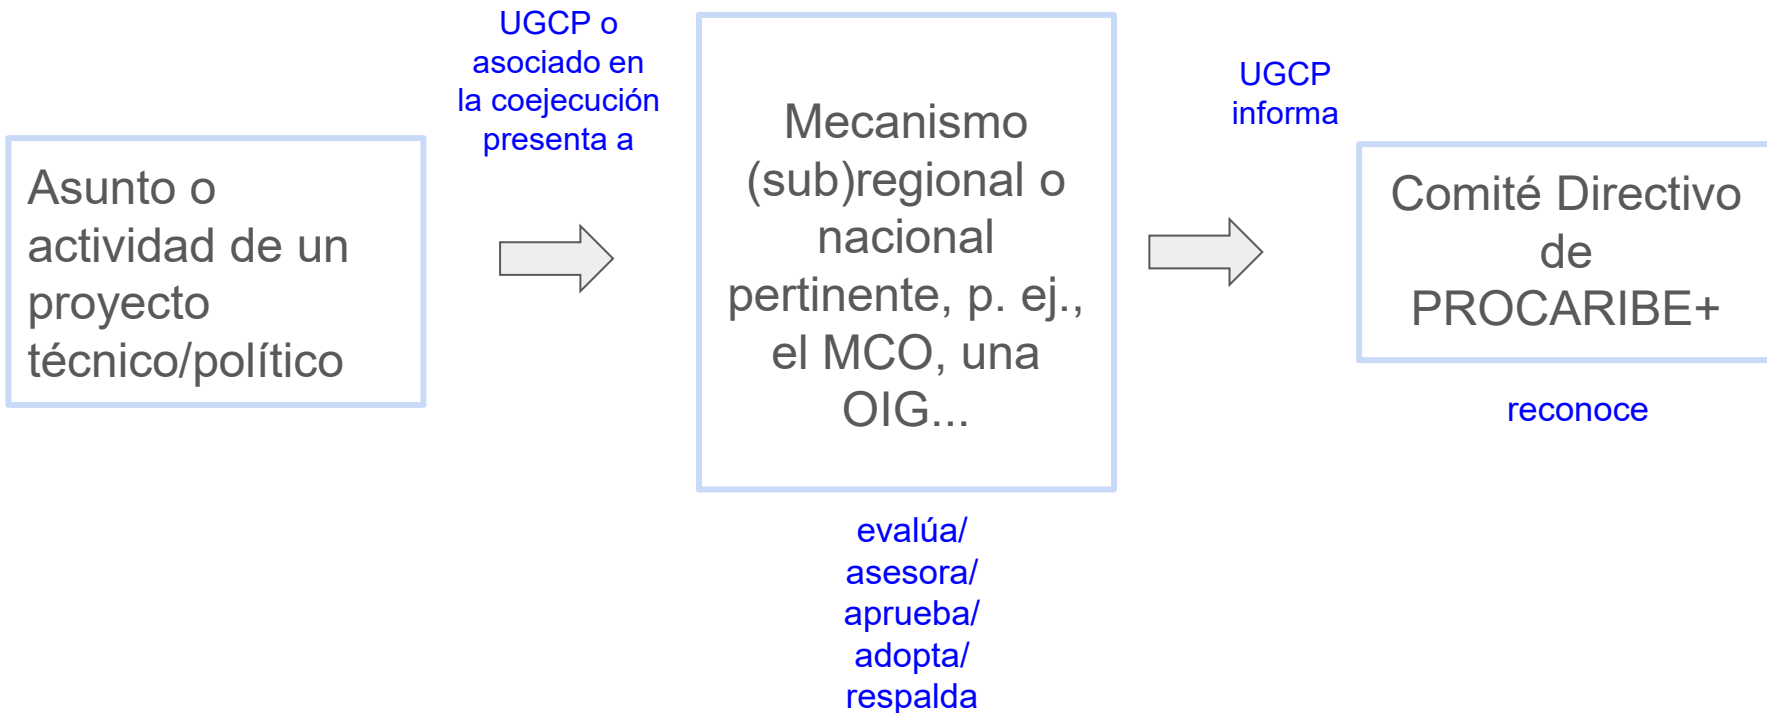 Asunto o
actividad de un
proyecto
técnico/político
UGCP o
asociado en
la coejecución
presenta a
Mecanismo
(sub)regional o
nacional
pertinente, p. ej.,
el MCO, una
OIG...
evalúa/
asesora/
aprueba/
adopta/
respalda
UGCP
informa
Comité Directivo
de
PROCARIBE+
reconoce